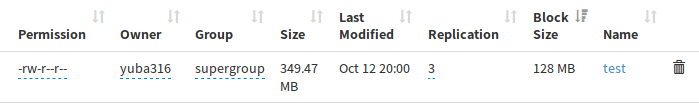 Permission Owner Group Size Last Modified Replication Block Size Name
-rw-r--r-- yuba316 supergroup 349.47 MB Oct 12 20:00 3 128 MB test